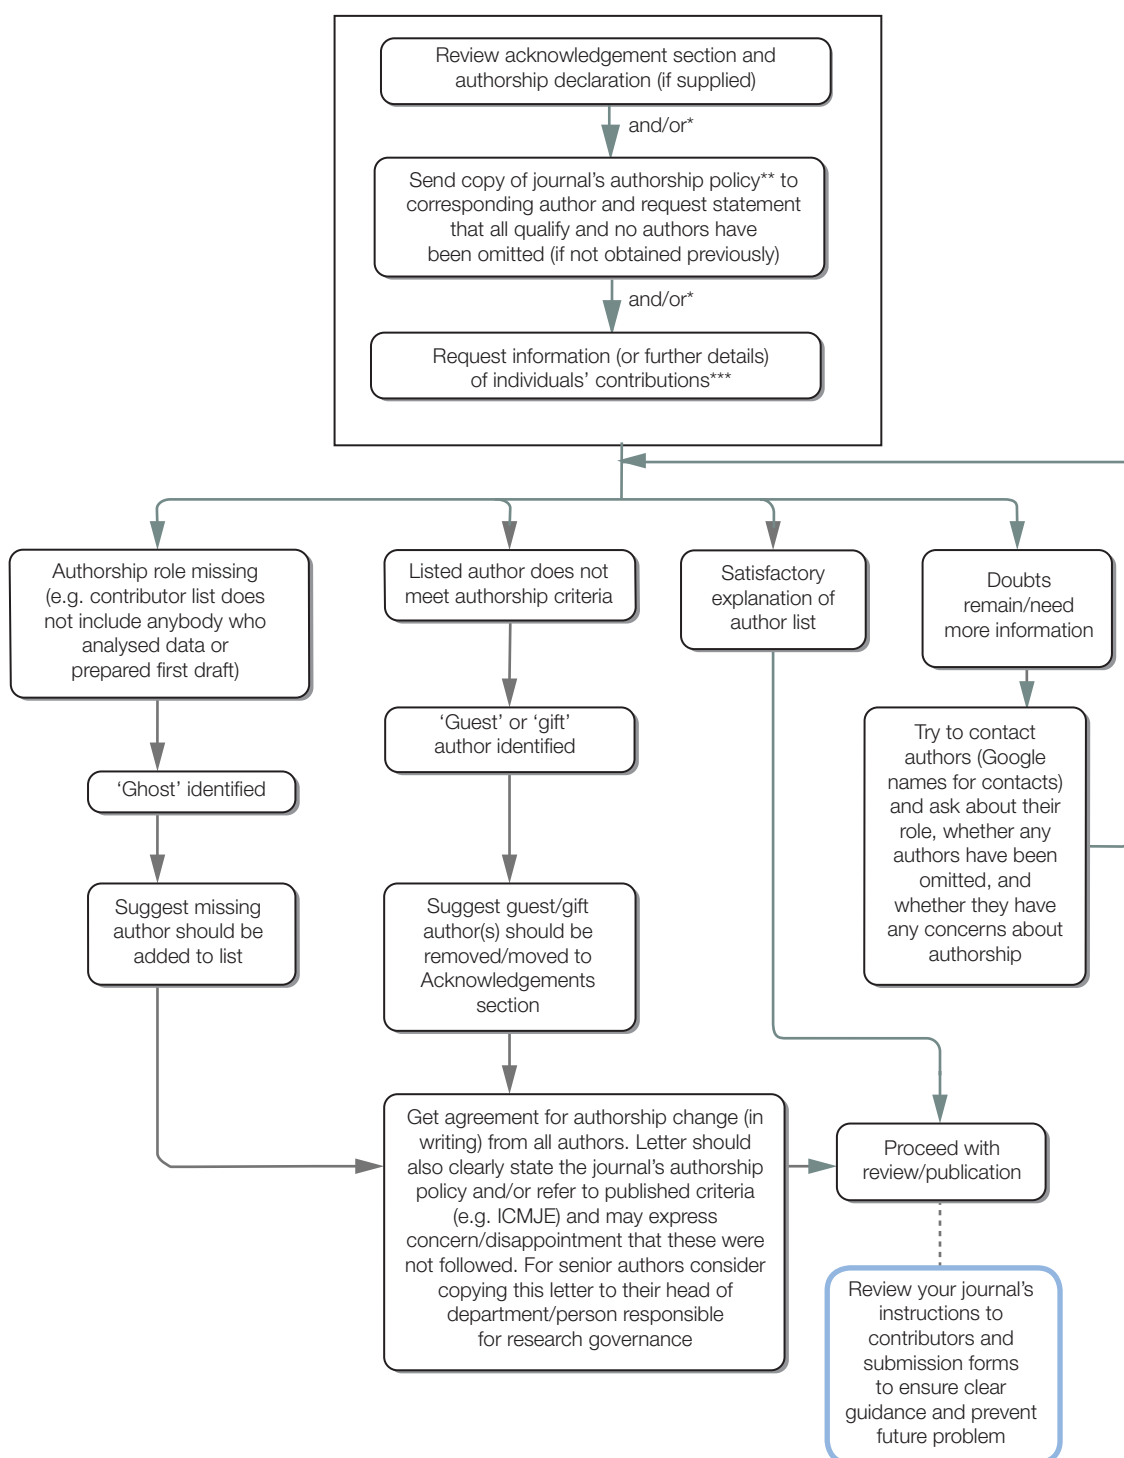 Review acknowledgement section and
authorship declaration (if supplied)
and/or*
Send copy of journal's authorship policy** to
corresponding author and request statement
that all qualify and no authors have
been omitted (if not obtained previously)
and/or*
Request information (or further details)
of individuals' contributions***
Authorship role missing
(e.g. contributor list does
not include anybody who
analysed data or
prepared first draft)
'Ghost' identified
Suggest missing
author should be
added to list
Listed author does not
meet authorship criteria
'Guest' or 'gift'
author identified
Suggest guest/gift
author(s) should be
removed/moved to
Acknowledgements
section
Get agreement for authorship change (in
writing) from all authors. Letter should
also clearly state the journal's authorship
policy and/or refer to published criteria
(e.g. ICMJE) and may express
concern/disappointment that these were
not followed. For senior authors consider
copying this letter to their head of
department/person responsible
for research governance
Satisfactory
explanation of
author list
Doubts
remain/need
more information
Try to contact
authors (Google
names for contacts)
and ask about their
role, whether any
authors have been
omitted, and
whether they have
any concerns about
authorship
Proceed with
review/publication
Review your journal's
instructions to
contributors and
submission forms
to ensure clear
guidance and prevent
future problem